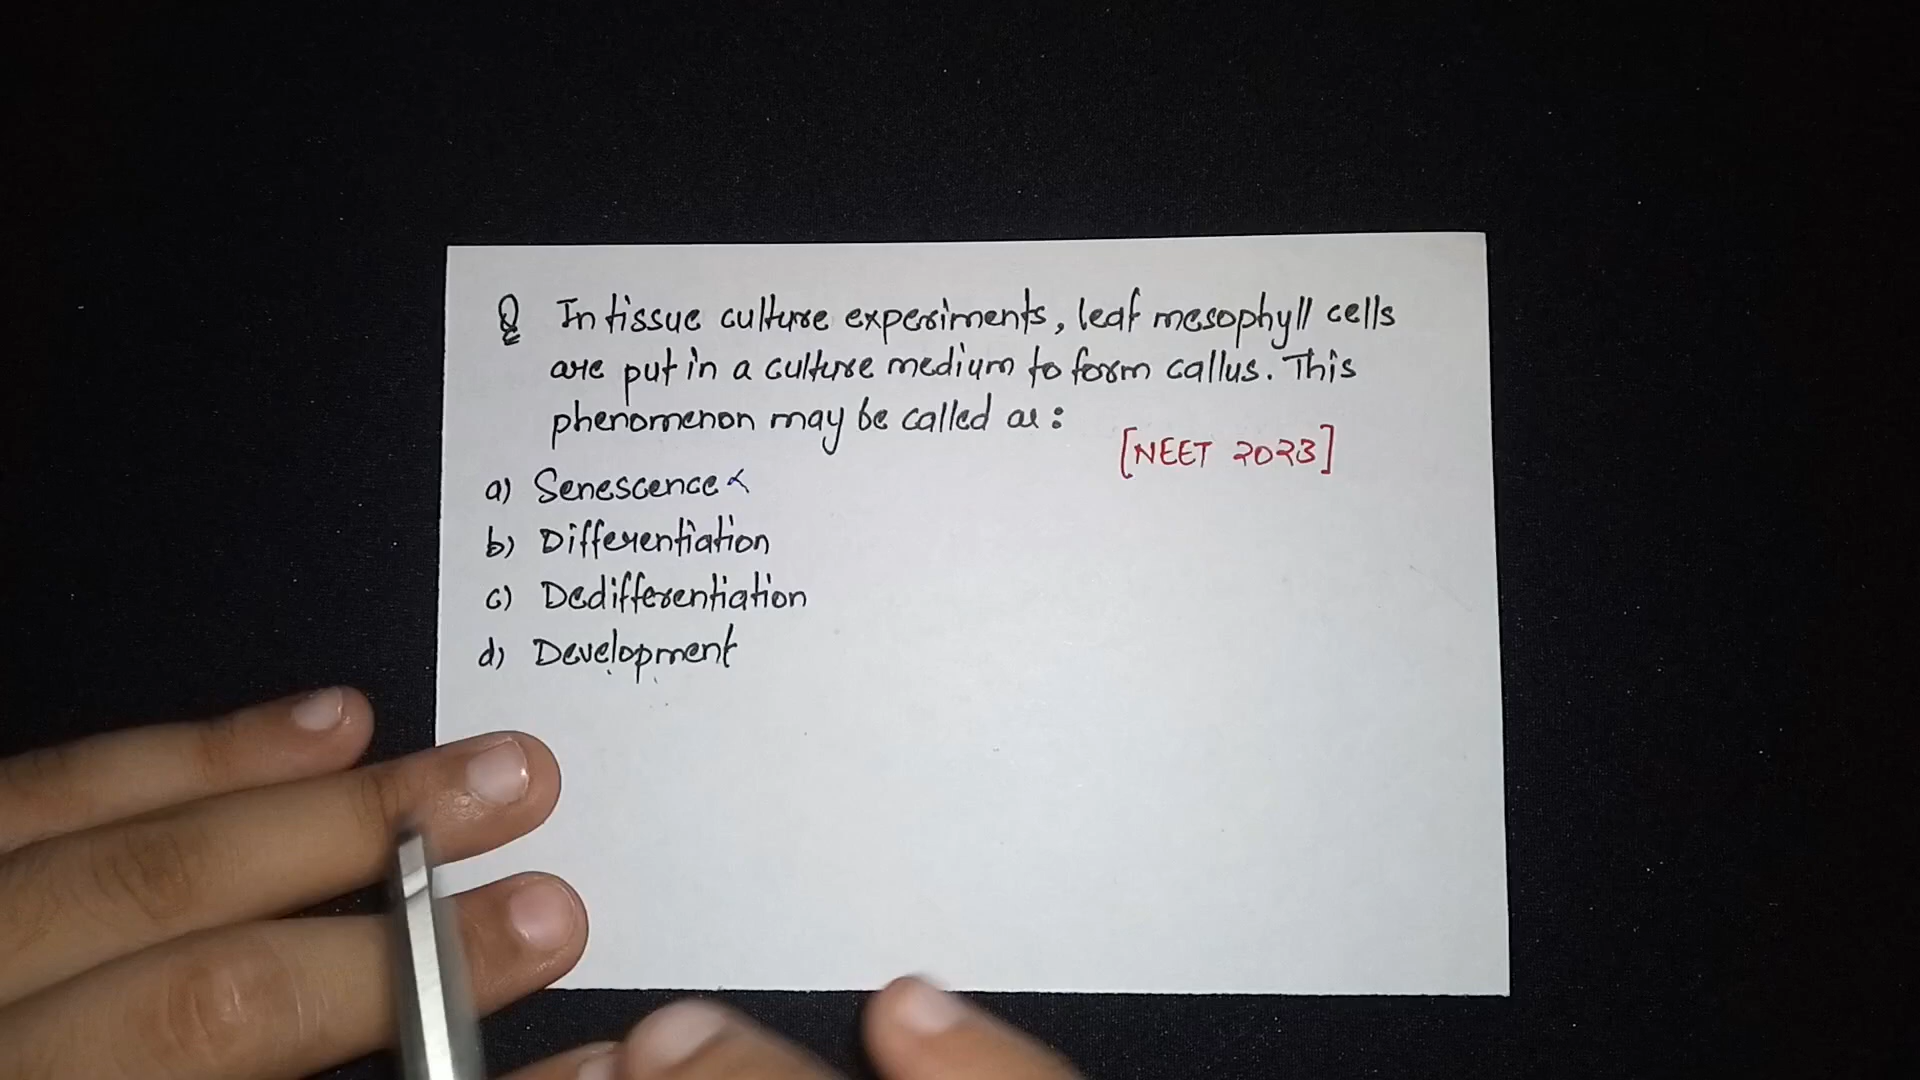 Q In tissue culture experiments, leaf mesophyll cells
are put in a culture medium to form callus. This
phenomenon may be called as :
[NEET 2023]
a) Senescence
b) Differentiation
c) Dedifferentiation
d) Development